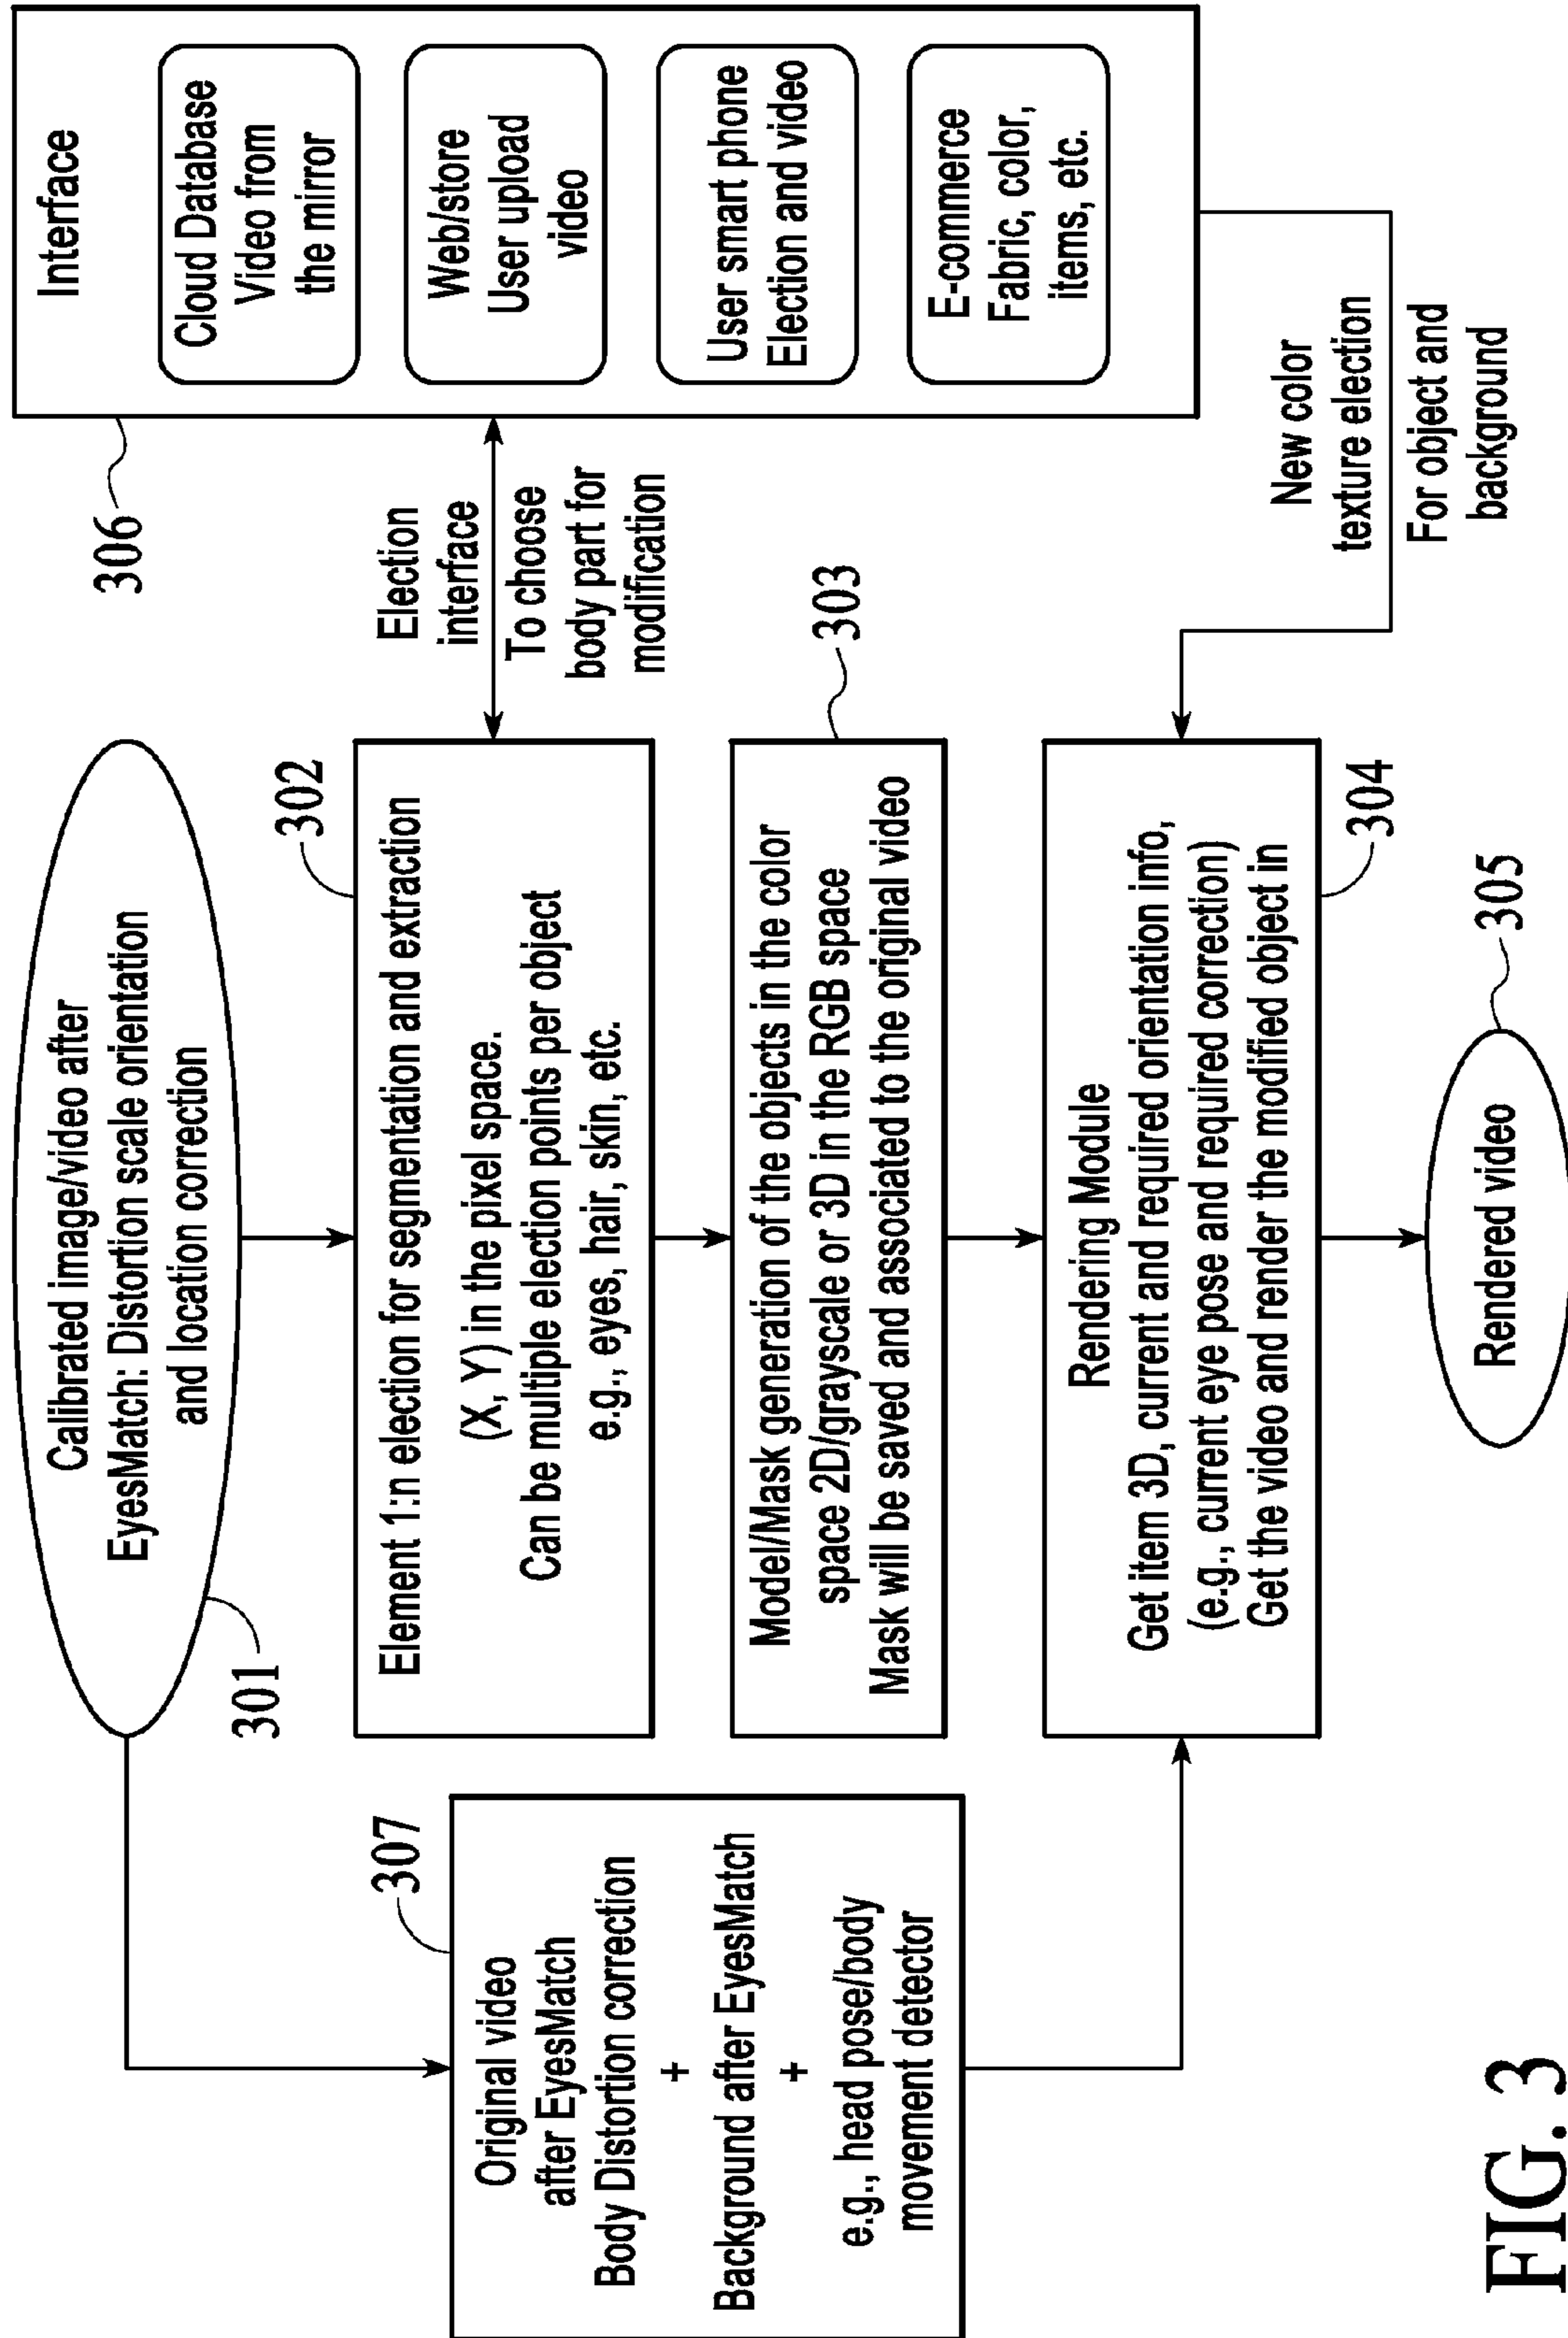 Calibrated image/video after
EyesMatch: Distortion scale orientation
and location correction
301
Element 1:n election for segmentation and extraction
(X, Y) in the pixel space.
Can be multiple election points per object
e.g., eyes, hair, skin, etc.
302
Model/Mask generation of the objects in the color
space 2D/grayscale or 3D in the RGB space
Mask will be saved and associated to the original video
303
Rendering Module
Get item 3D, current and required orientation info,
(e.g., current eye pose and required correction)
Get the video and render the modified object in
304
Rendered video
305
Original video
after EyesMatch
Body Distortion correction
+
Background after EyesMatch
+
e.g., head pose/body
movement detector
307
Election
interface
To choose
body part for
modification
306
Interface
Cloud Database
Video from
the mirror
Web/store
User upload
video
User smart phone
Election and video
E-commerce
Fabric, color,
items, etc.
New color
texture election
For object and
background
FIG. 3